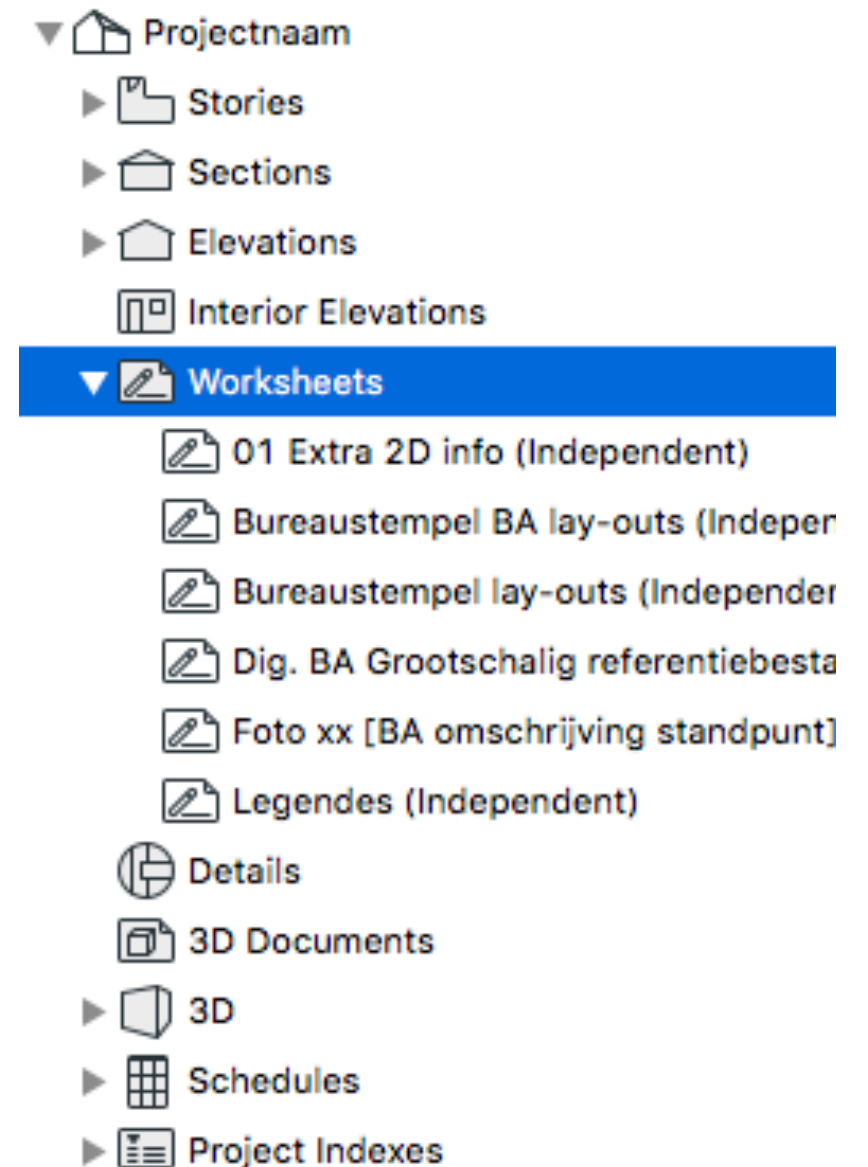 Projectnaam
Stories
Sections
Elevations
Interior Elevations
Worksheets
01 Extra 2D info (Independent)
Bureaustempel BA lay-outs (Indepen
Bureaustempel lay-outs (Independer
Dig. BA Grootschalig referentiebesta
Foto xx [BA omschrijving standpunt]
Legendes (Independent)
Details
3D Documents
3D
Schedules
Project Indexes